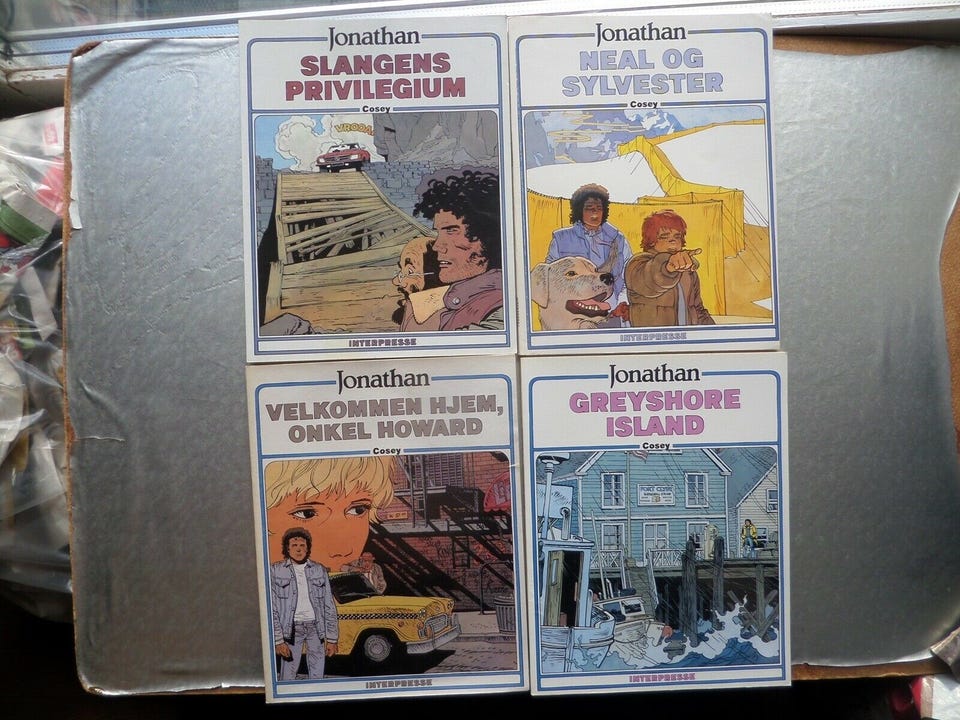 Jonathan
SLANGENS
PRIVILEGIUM
Cosey
VROOA
INTERPRESSE
Jonathan
NEAL OG
SYLVESTER
Cosey
INTERPRESSE
Jonathan
VELKOMMEN HJEM,
ONKEL HOWARD
Cosey
INTERPRESSE
Jonathan
GREYSHORE
ISLAND
Cosey
INTERPRESSE